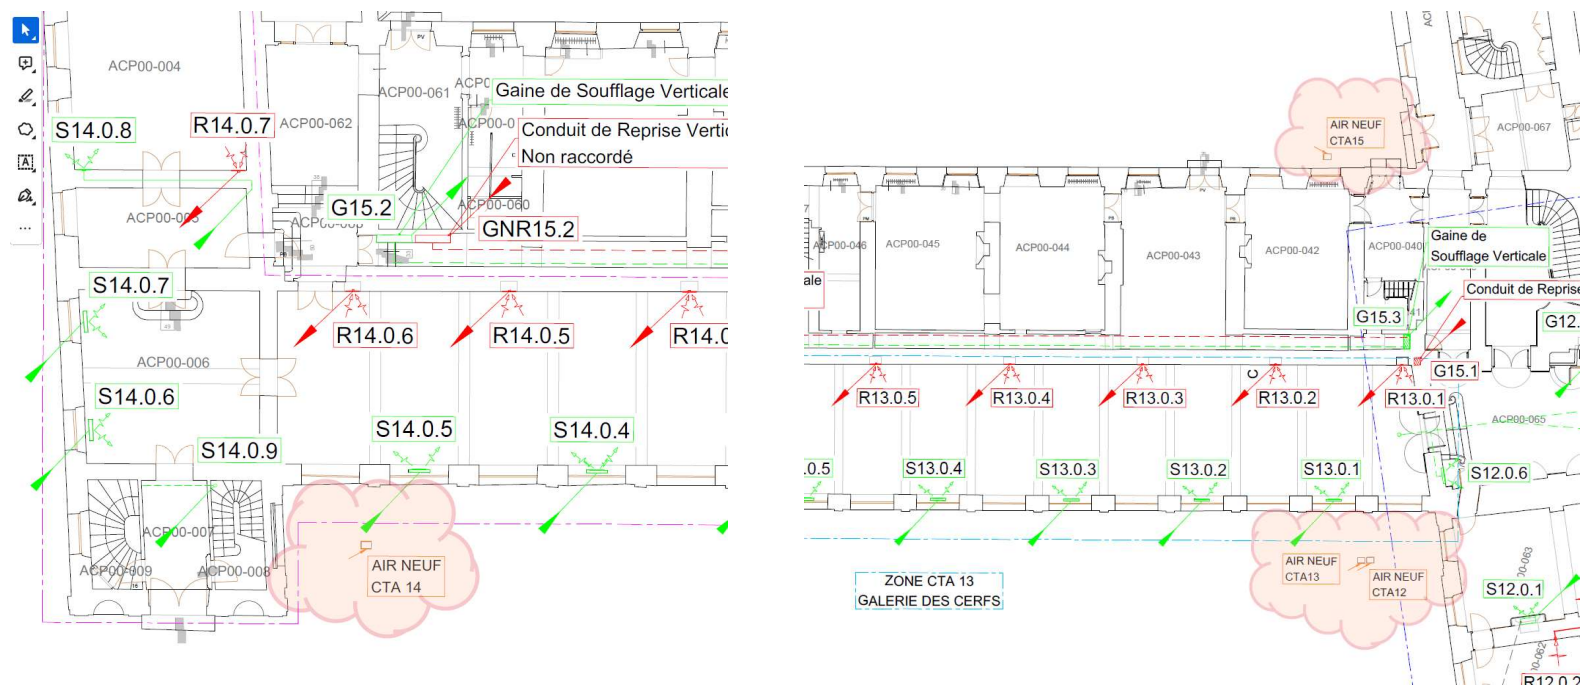 ACP00-004
S14.0.8
R14.0.7
ACP00-062
ACP00-061
PV
Gaine de Soufflage Verticale
Conduit de Reprise Vertic
Non raccordé
ACP00-060
G15.2
GNR15.2
S14.0.7
R14.0.6
R14.0.5
R14.0
ACP00-006
S14.0.6
S14.0.5
S14.0.4
S14.0.9
ACP00-007
ACP00-009
ACP00-008
AIR NEUF
CTA 14
AIR NEUF
CTA15
ACP00-067
ACP00-046
ACP00-045
ACP00-044
ACP00-043
ACP00-042
ACP00-040
Gaine de
Soufflage Verticale
Conduit de Reprise
ale
G15.3
G12.
G15.1
R13.0.5
R13.0.4
R13.0.3
R13.0.2
R13.0.1
ACP00-065
.0.5
S13.0.4
S13.0.3
S13.0.2
S13.0.1
S12.0.6
AIR NEUF
CTA13
AIR NEUF
CTA12
ZONE CTA 13
GALERIE DES CERFS
ACP00-063
S12.0.1
R12.0.2